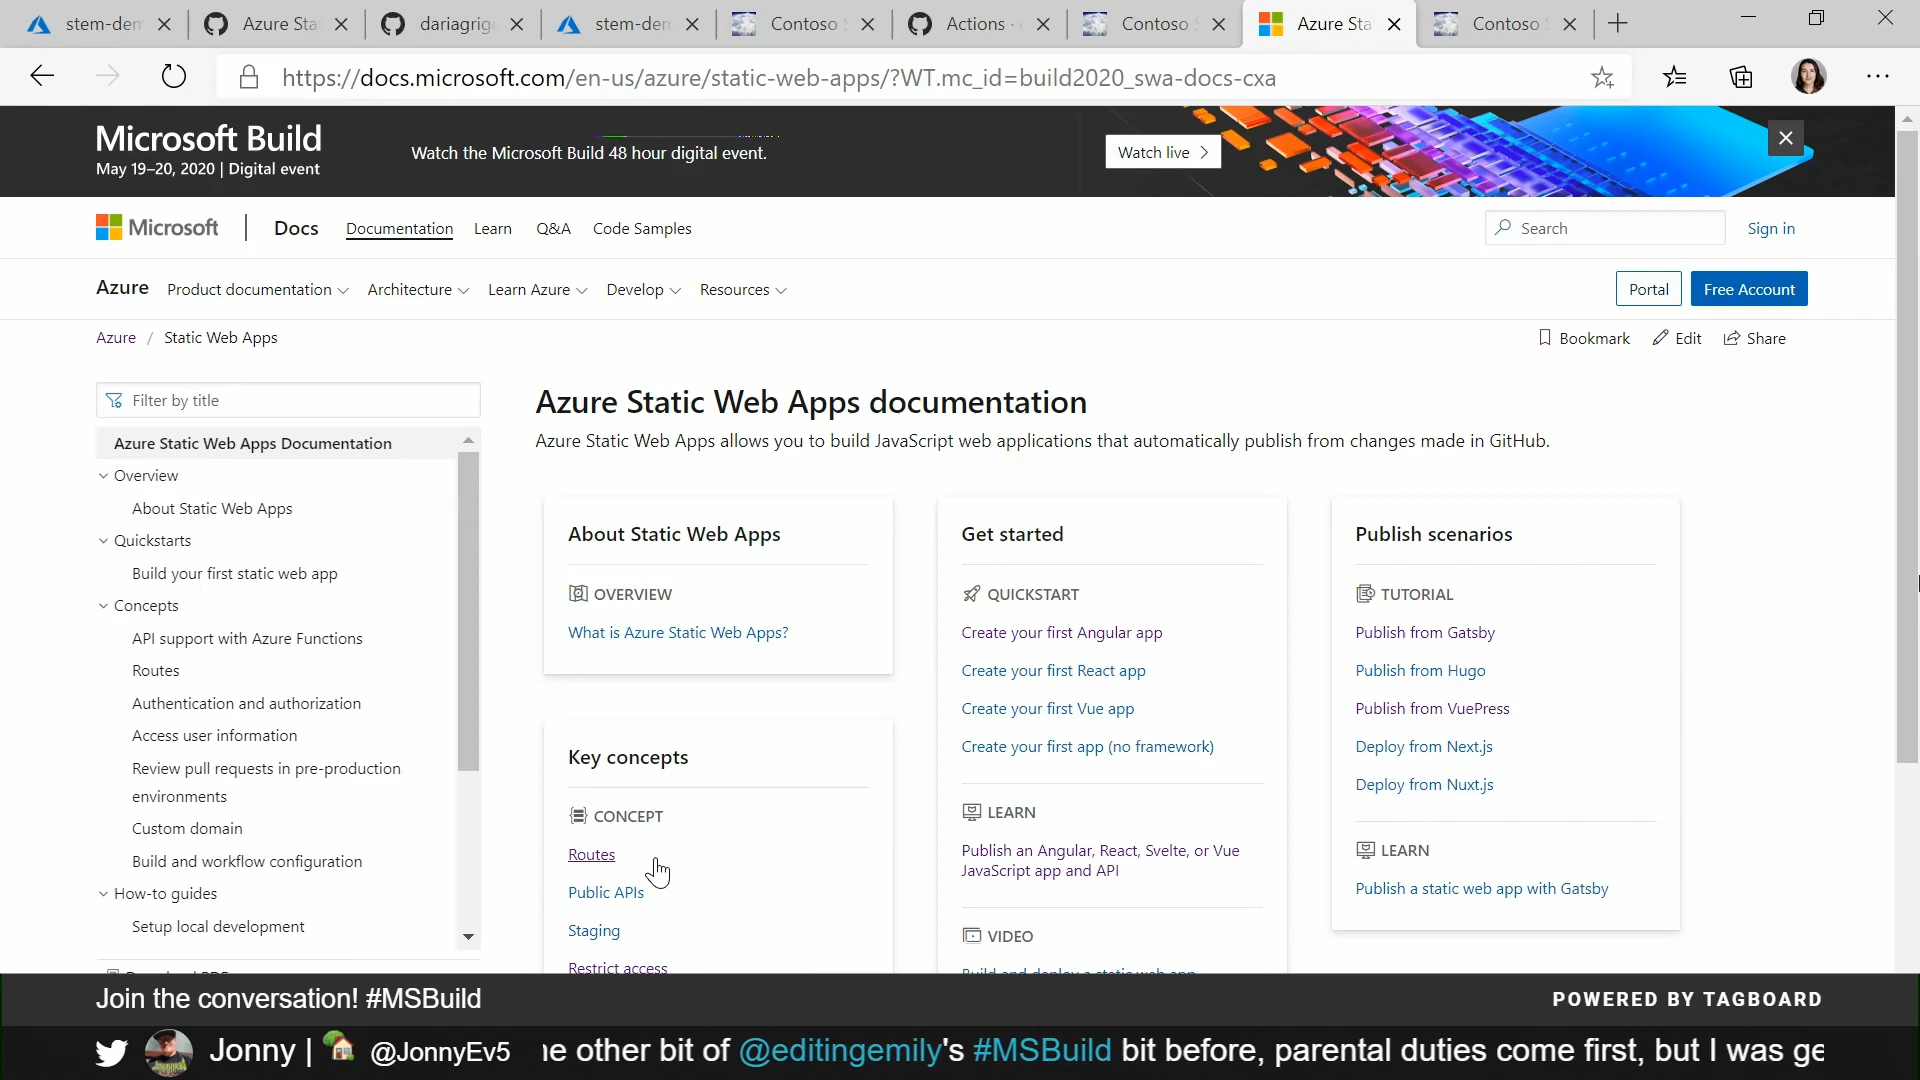 stem-den
Azure Sta
dariagrig
stem-den
Contoso S
Actions ·
Contoso S
Azure Sta
Contoso S
https://docs.microsoft.com/en-us/azure/static-web-apps/?WT.mc_id=build2020_swa-docs-cxa
Microsoft Build
May 19–20, 2020 | Digital event
Watch the Microsoft Build 48 hour digital event.
Watch live
Microsoft
Docs
Documentation
Learn
Q&A
Code Samples
Search
Sign in
Azure
Product documentation
Architecture
Learn Azure
Develop
Resources
Portal
Free Account
Azure / Static Web Apps
Bookmark
Edit
Share
Filter by title
Azure Static Web Apps Documentation
Overview
About Static Web Apps
Quickstarts
Build your first static web app
Concepts
API support with Azure Functions
Routes
Authentication and authorization
Access user information
Review pull requests in pre-production
environments
Custom domain
Build and workflow configuration
How-to guides
Setup local development
Download PDF
Azure Static Web Apps documentation
Azure Static Web Apps allows you to build JavaScript web applications that automatically publish from changes made in GitHub.
About Static Web Apps
OVERVIEW
What is Azure Static Web Apps?
Key concepts
CONCEPT
Routes
Public APIs
Staging
Restrict access
Get started
QUICKSTART
Create your first Angular app
Create your first React app
Create your first Vue app
Create your first app (no framework)
LEARN
Publish an Angular, React, Svelte, or Vue
JavaScript app and API
VIDEO
Build and deploy a static web app
Publish scenarios
TUTORIAL
Publish from Gatsby
Publish from Hugo
Publish from VuePress
Deploy from Next.js
Deploy from Nuxt.js
LEARN
Publish a static web app with Gatsby
Join the conversation! #MSBuild
POWERED BY TAGBOARD
Jonny | @JonnyEv5
he other bit of @editingemily's #MSBuild bit before, parental duties come first, but I was ge